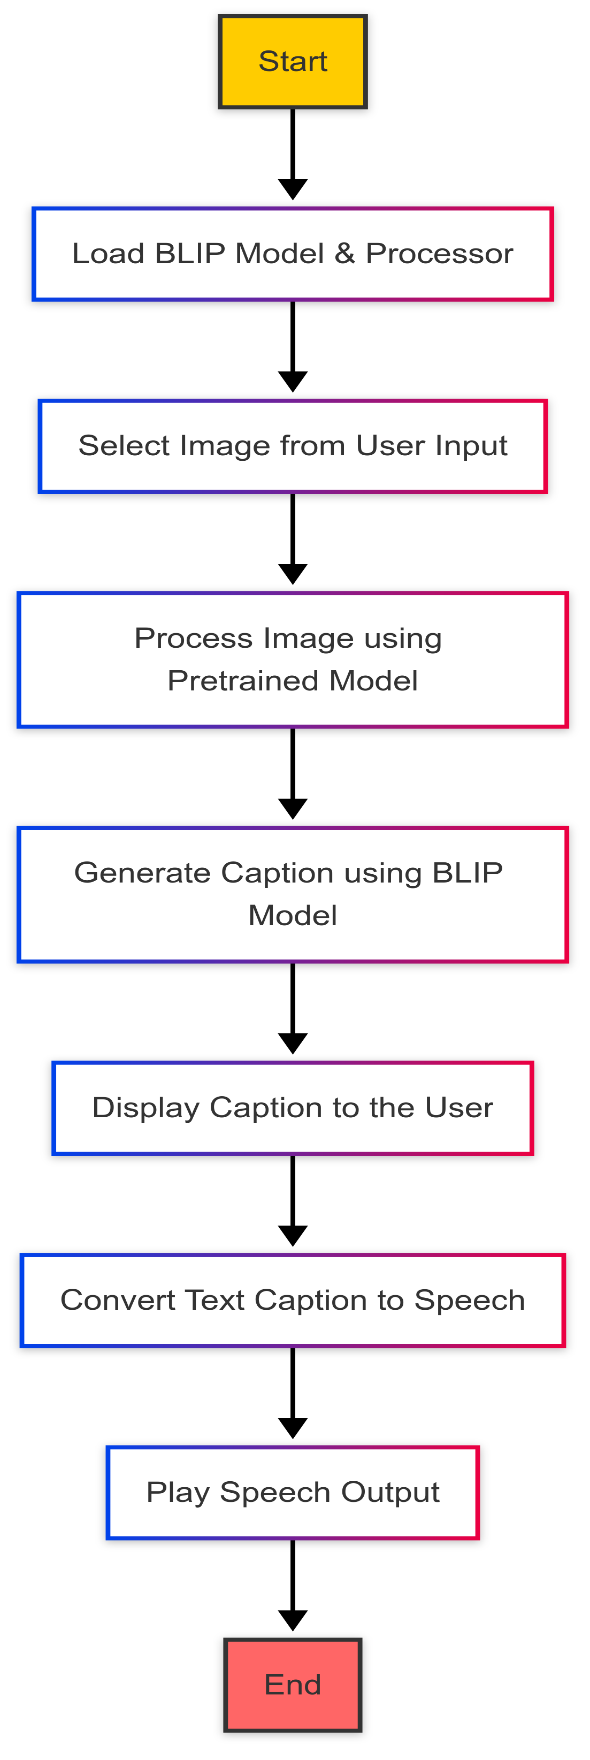 Start
Load BLIP Model & Processor
Select Image from User Input
Process Image using
Pretrained Model
Generate Caption using BLIP
Model
Display Caption to the User
Convert Text Caption to Speech
Play Speech Output
End